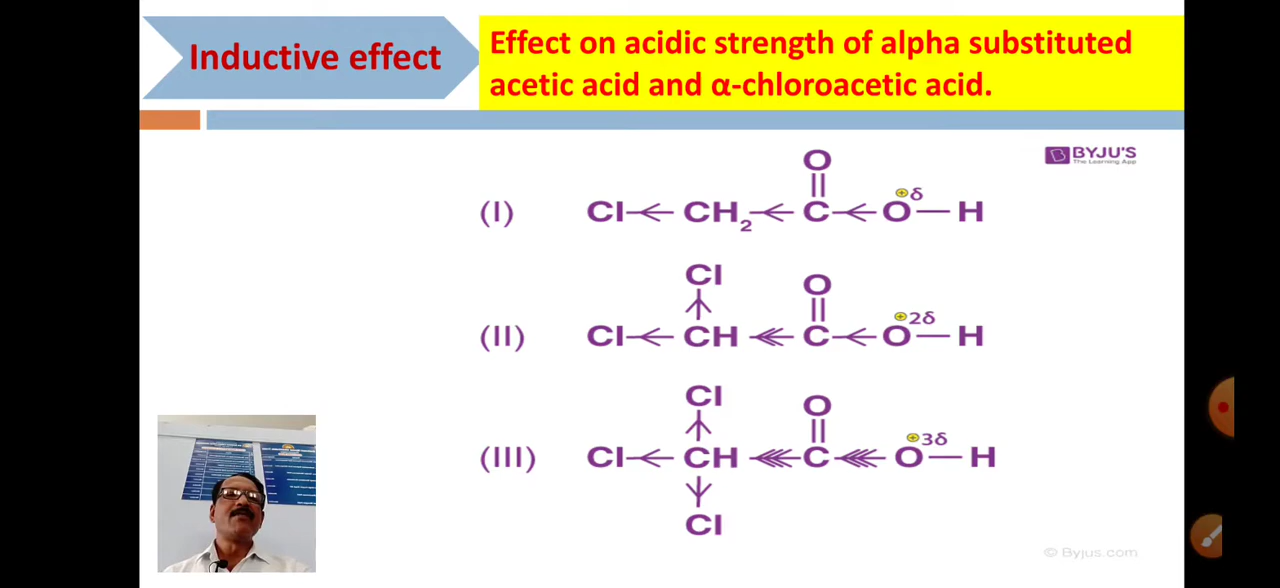 Inductive effect
Effect on acidic strength of alpha substituted
acetic acid and α-chloroacetic acid.
BYJU'S
The Learning App
O
(I) Cl CH2 C O⊕δ H
Cl O
(II) Cl CH C O⊕2δ H
Cl O
(III) Cl CH C O⊕3δ H
Cl
© Byjus.com